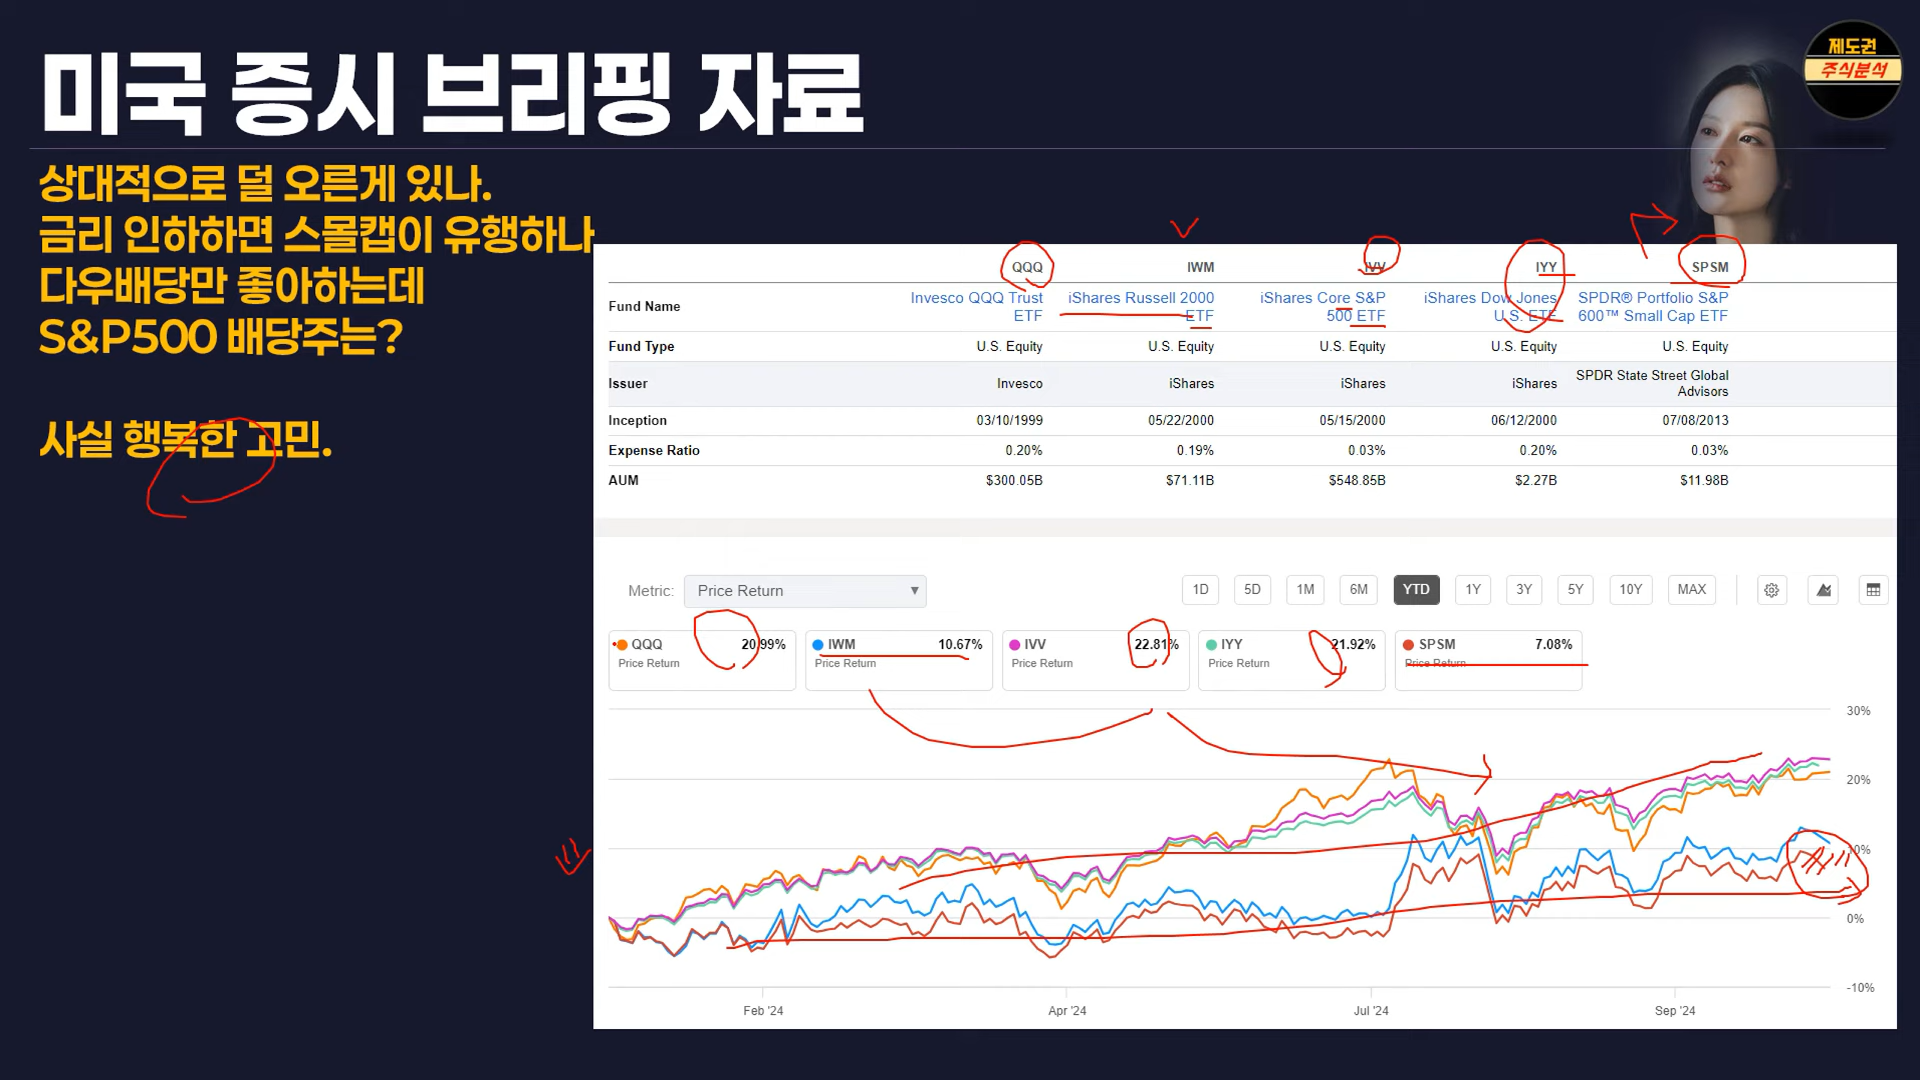 미국 증시 브리핑 자료
제도권
주식분석
상대적으로 덜 오른게 있나.
금리 인하하면 스몰캡이 유행하나
다우배당만 좋아하는데
S&P500 배당주는?
사실 행복한 고민.
QQQ IWM IVV IYY SPSM
Fund Name Invesco QQQ Trust ETF iShares Russell 2000 ETF iShares Core S&P 500 ETF iShares Dow Jones U.S. ETF SPDR® Portfolio S&P 600™ Small Cap ETF
Fund Type U.S. Equity U.S. Equity U.S. Equity U.S. Equity U.S. Equity
Issuer Invesco iShares iShares iShares SPDR State Street Global Advisors
Inception 03/10/1999 05/22/2000 05/15/2000 06/12/2000 07/08/2013
Expense Ratio 0.20% 0.19% 0.03% 0.20% 0.03%
AUM $300.05B $71.11B $548.85B $2.27B $11.98B
Metric: Price Return 1D 5D 1M 6M YTD 1Y 3Y 5Y 10Y MAX
QQQ 20.99% IWM 10.67% IVV 22.81% IYY 21.92% SPSM 7.08%
Price Return Price Return Price Return Price Return Price Return
30%
20%
10%
0%
-10%
Feb '24 Apr '24 Jul '24 Sep '24